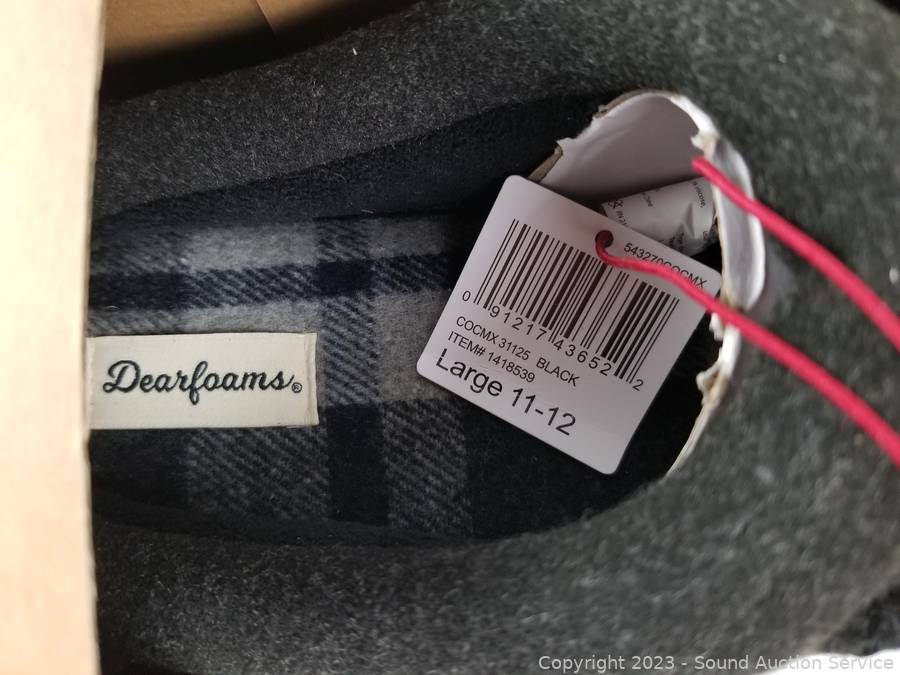 Dearfoams®
543270COCMX
0 91217 43652 2
COCMX 31125 BLACK
ITEM# 1418539
Large 11-12
Copyright 2023 - Sound Auction Service